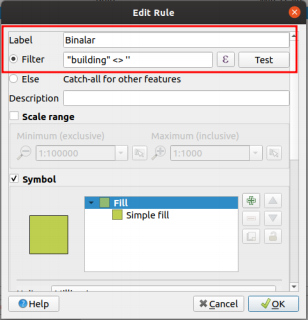 Edit Rule
Label Binalar
Filter "building" <> '' ε Test
Else Catch-all for other features
Description
Scale range
Minimum (exclusive) Maximum (inclusive)
1:100000 1:1000
Symbol
Fill
Simple fill
Help Cancel OK